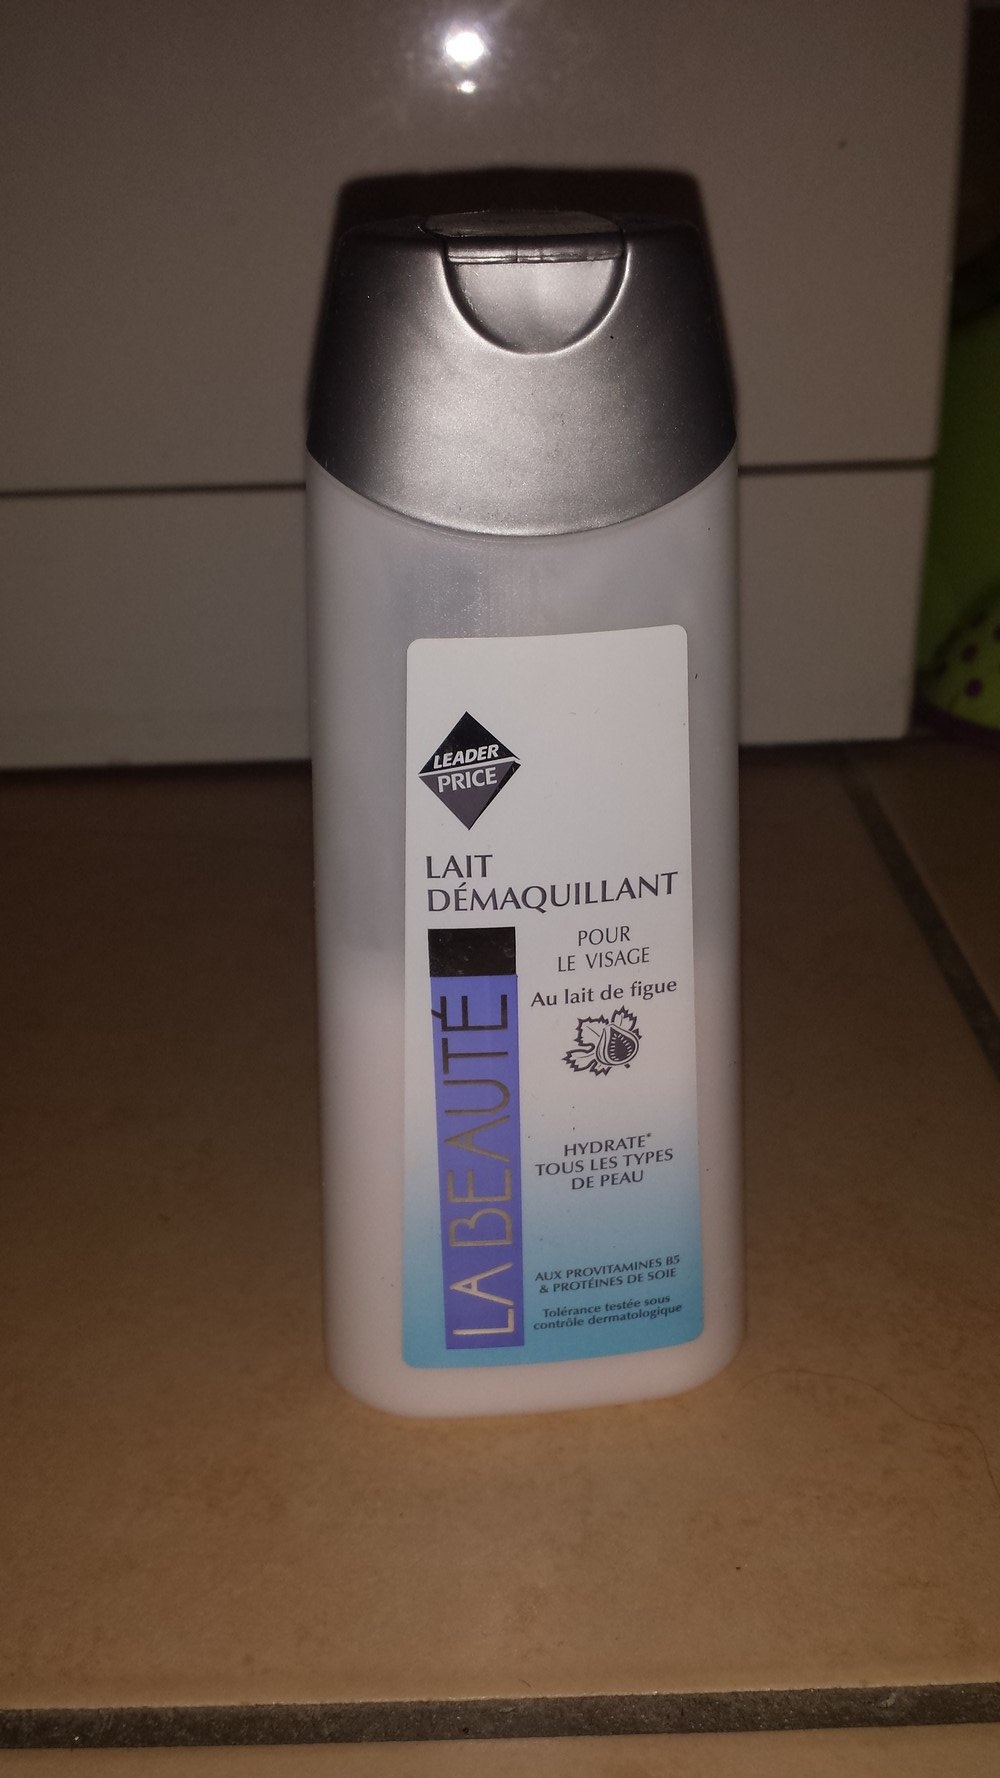 LEADER
PRICE
LAIT
DÉMAQUILLANT
POUR
LE VISAGE
Au lait de figue
LA BEAUTÉ
HYDRATE*
TOUS LES TYPES
DE PEAU
AUX PROVITAMINES B5
& PROTÉINES DE SOIE
Tolérance testée sous
contrôle dermatologique